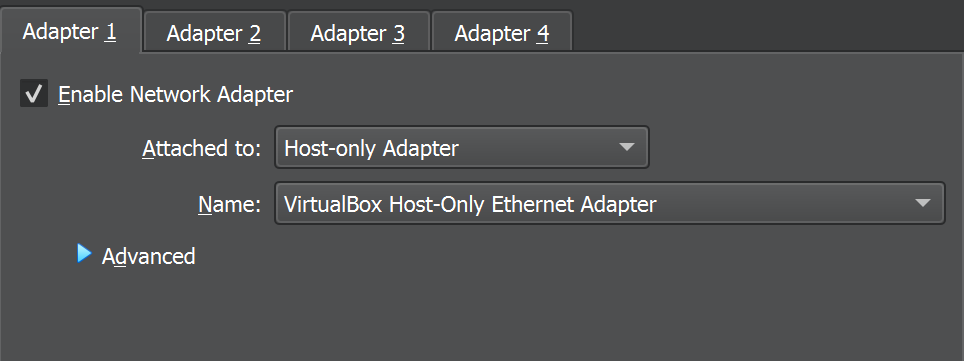 Adapter 1 Adapter 2 Adapter 3 Adapter 4
Enable Network Adapter
Attached to: Host-only Adapter
Name: VirtualBox Host-Only Ethernet Adapter
Advanced